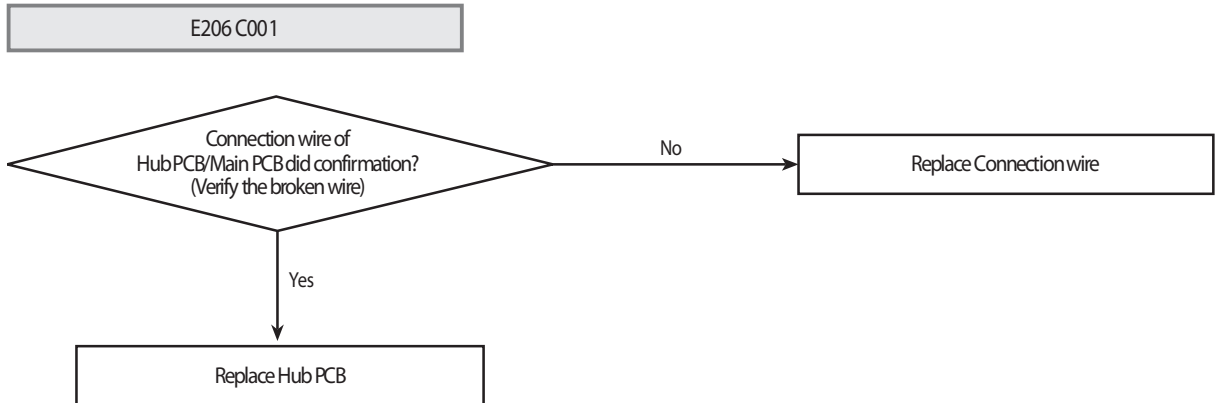 E206 C001
Connection wire of
Hub PCB/Main PCB did confirmation?
(Verify the broken wire)
No
Replace Connection wire
Yes
Replace Hub PCB